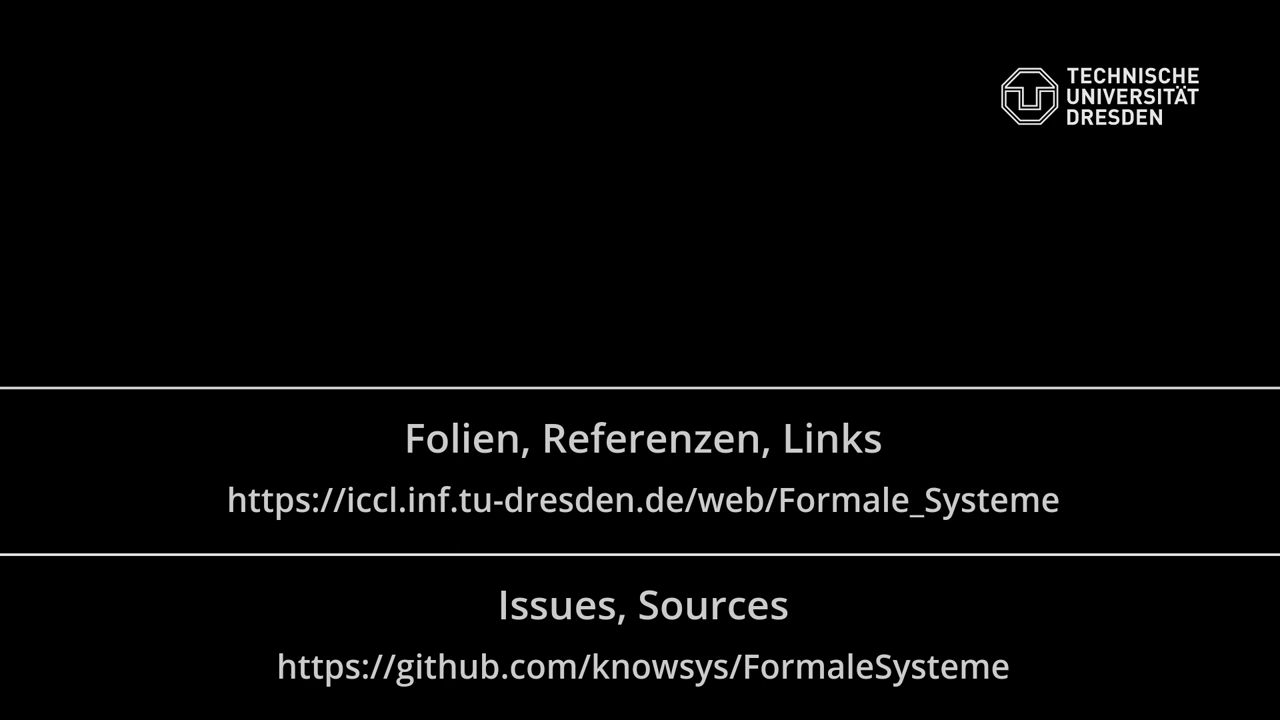 TECHNISCHE
UNIVERSITÄT
DRESDEN
Folien, Referenzen, Links
https://iccl.inf.tu-dresden.de/web/Formale_Systeme
Issues, Sources
https://github.com/knowsys/FormaleSysteme